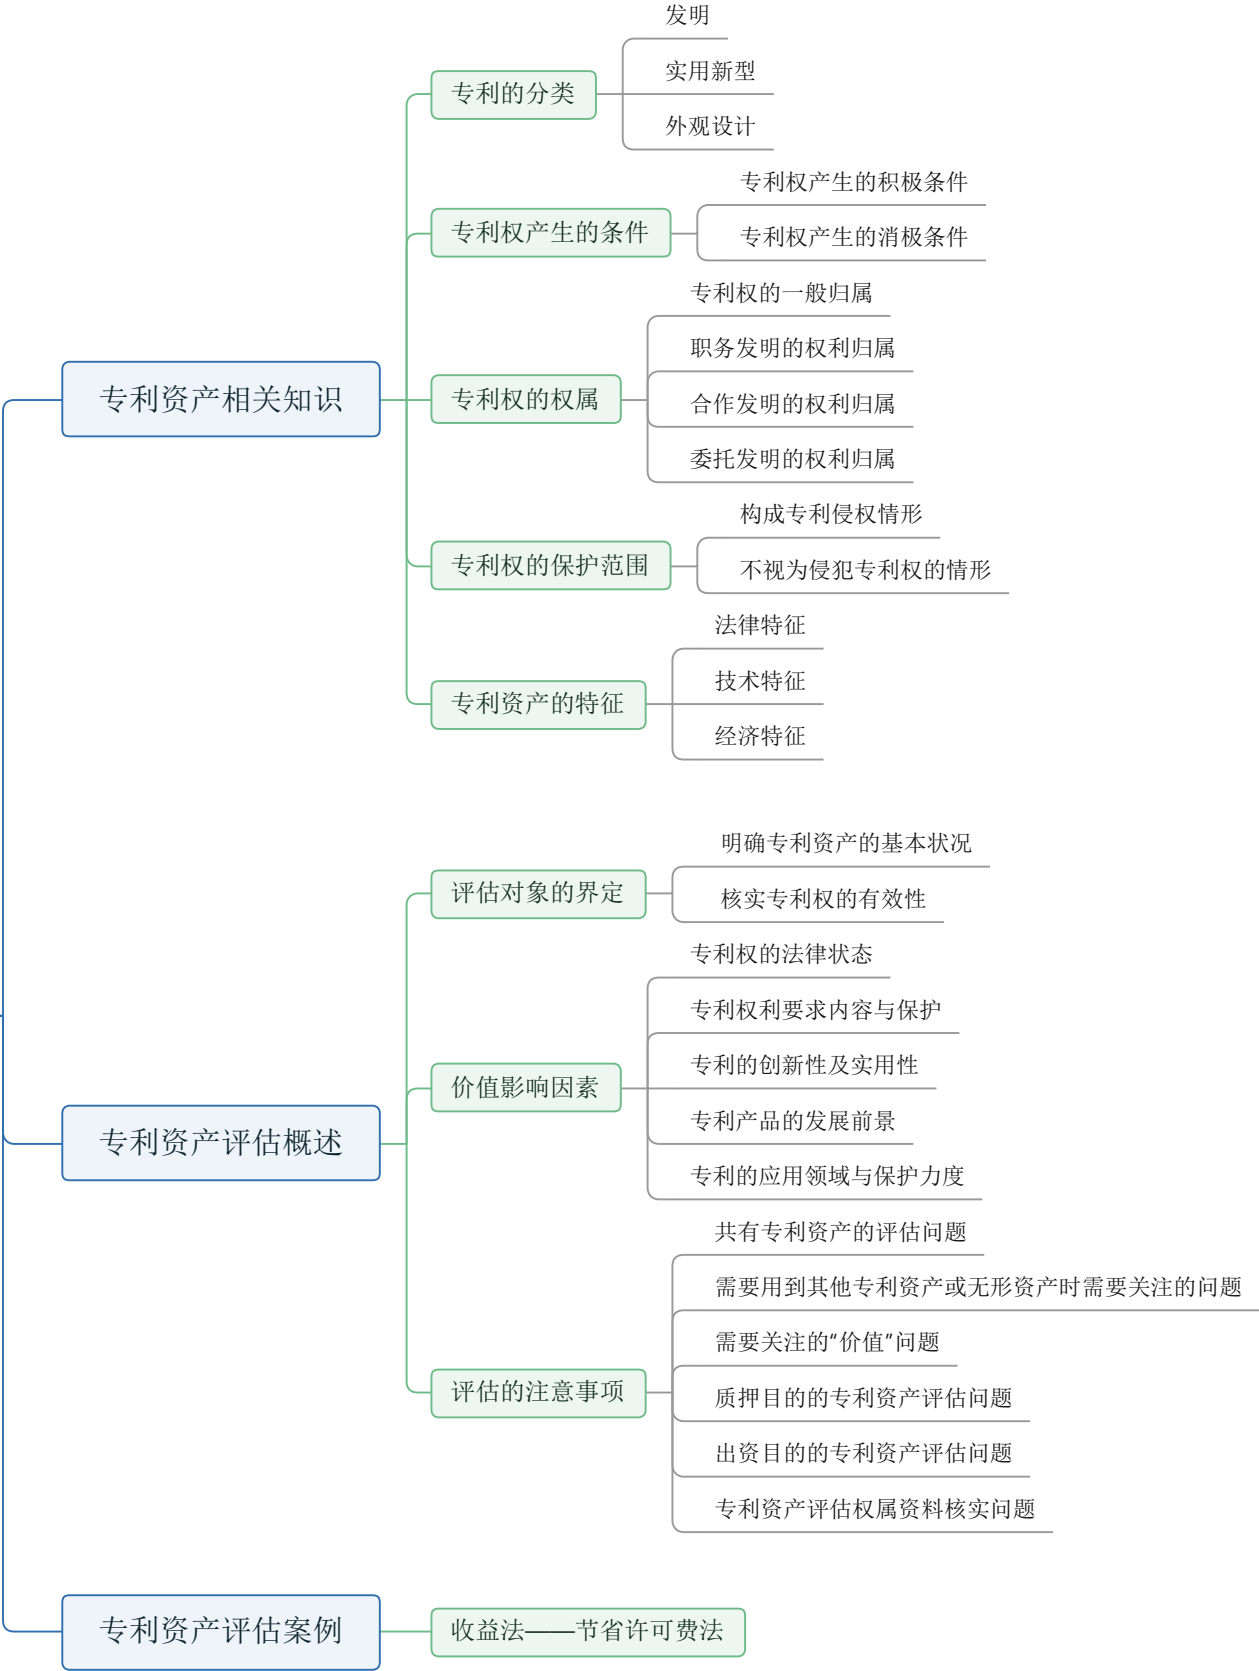 专利资产相关知识
专利的分类
发明
实用新型
外观设计
专利权产生的条件
专利权产生的积极条件
专利权产生的消极条件
专利权的权属
专利权的一般归属
职务发明的权利归属
合作发明的权利归属
委托发明的权利归属
专利权的保护范围
构成专利侵权情形
不视为侵犯专利权的情形
专利资产的特征
法律特征
技术特征
经济特征
专利资产评估概述
评估对象的界定
明确专利资产的基本状况
核实专利权的有效性
价值影响因素
专利权的法律状态
专利权利要求内容与保护
专利的创新性及实用性
专利产品的发展前景
专利的应用领域与保护力度
评估的注意事项
共有专利资产的评估问题
需要用到其他专利资产或无形资产时需要关注的问题
需要关注的“价值”问题
质押目的的专利资产评估问题
出资目的的专利资产评估问题
专利资产评估权属资料核实问题
专利资产评估案例
收益法——节省许可费法